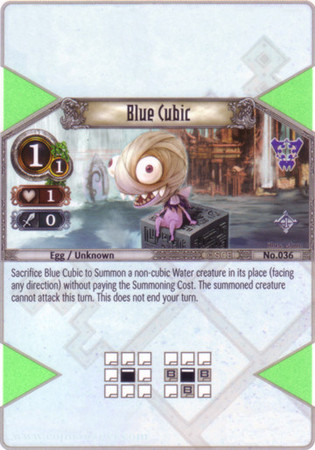 Blue Cubic
1
1
1
0
Egg / Unknown
No.036
Sacrifice Blue Cubic to Summon a non-cubic Water creature in its place (facing
any direction) without paying the Summoning Cost. The summoned creature
cannot attack this turn. This does not end your turn.
B B
B